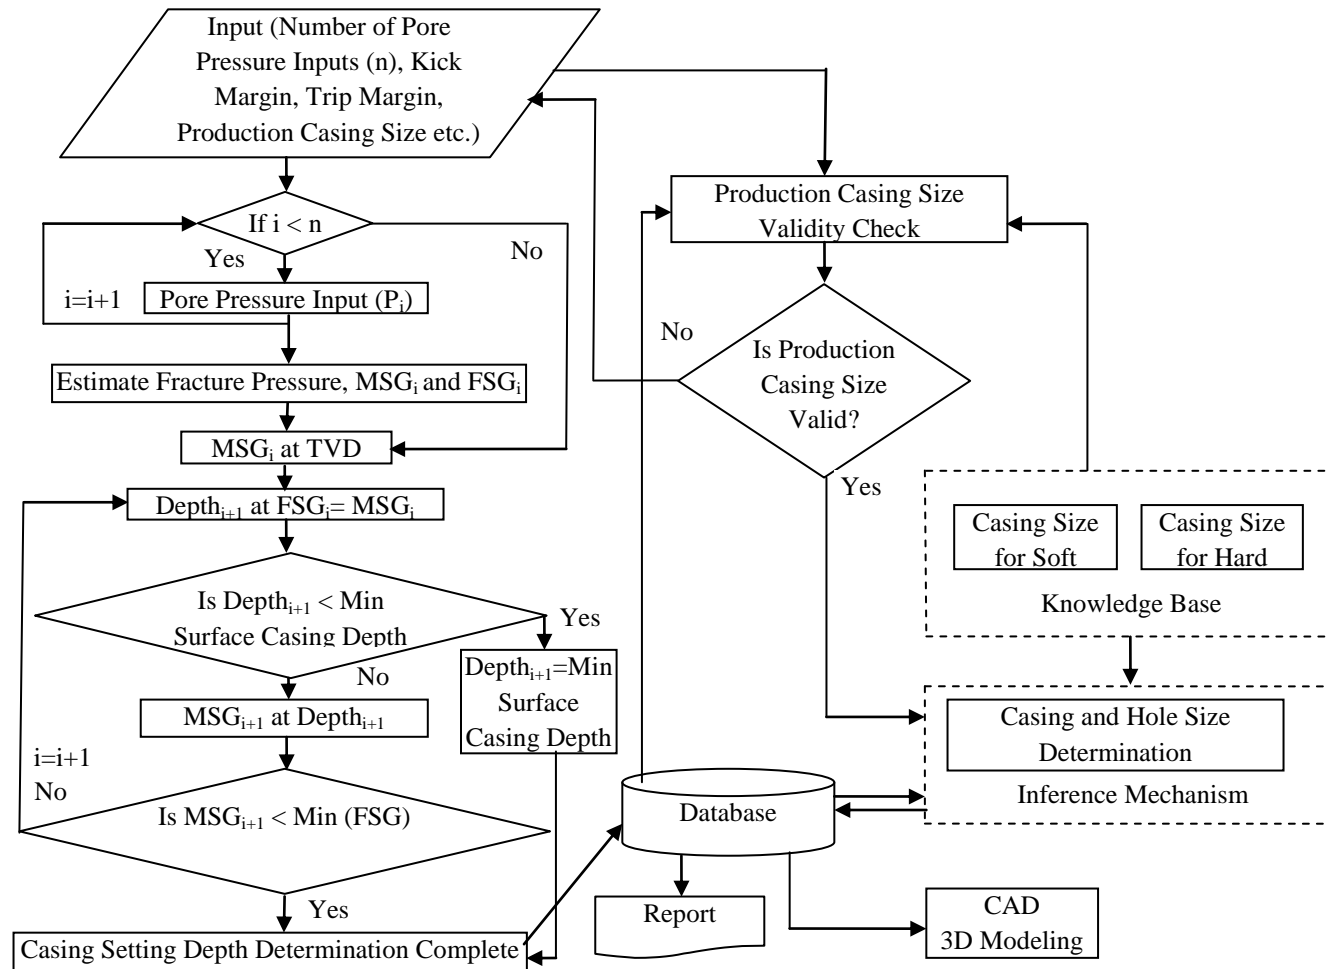 Input (Number of Pore
Pressure Inputs (n), Kick
Margin, Trip Margin,
Production Casing Size etc.)
If i < n
Yes
No
i=i+1
Pore Pressure Input (Pi)
Estimate Fracture Pressure, MSGi and FSGi
MSGi at TVD
Depthi+1 at FSGi= MSGi
Is Depthi+1 < Min
Surface Casing Depth
Yes
No
Depthi+1=Min
Surface
Casing Depth
MSGi+1 at Depthi+1
i=i+1
No
Is MSGi+1 < Min (FSG)
Yes
Casing Setting Depth Determination Complete
Production Casing Size
Validity Check
No
Is Production
Casing Size
Valid?
Yes
Casing Size
for Soft
Casing Size
for Hard
Knowledge Base
Casing and Hole Size
Determination
Inference Mechanism
Database
Report
CAD
3D Modeling